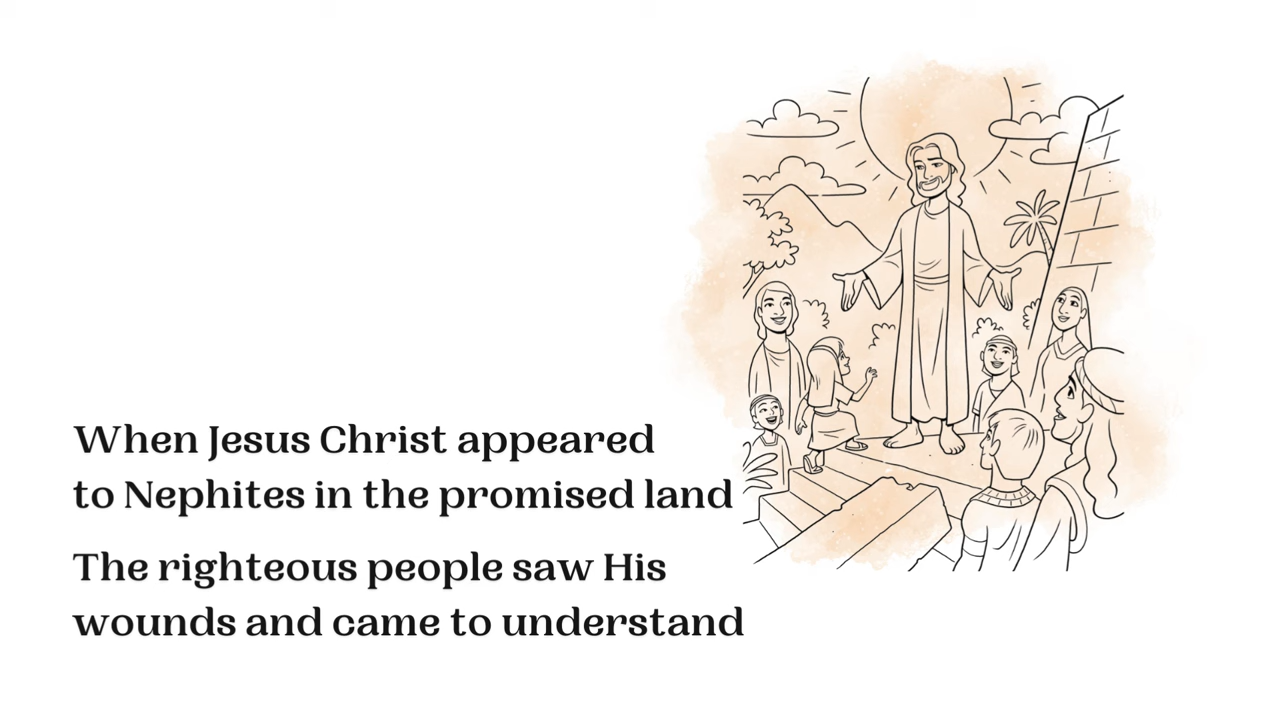 When Jesus Christ appeared
to Nephites in the promised land
The righteous people saw His
wounds and came to understand